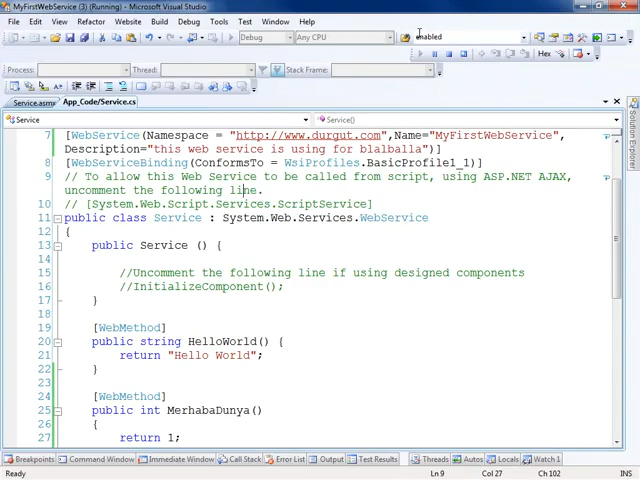 MyFirstWebService (3) (Running) - Microsoft Visual Studio
File Edit View Refactor Website Build Debug Tools Test Window Help
Debug Any CPU enabled
Hex
Process: Thread: Stack Frame:
Service.asmx App_Code/Service.cs
Service Service()
7 [WebService(Namespace = "http://www.durgut.com",Name="MyFirstWebService",
Description="this web service is using for blalballa")]
8 [WebServiceBinding(ConformsTo = WsiProfiles.BasicProfile1_1)]
9 // To allow this Web Service to be called from script, using ASP.NET AJAX,
uncomment the following line.
10 // [System.Web.Script.Services.ScriptService]
11 public class Service : System.Web.Services.WebService
12 {
13 public Service () {
14
15 //Uncomment the following line if using designed components
16 //InitializeComponent();
17 }
18
19 [WebMethod]
20 public string HelloWorld() {
21 return "Hello World";
22 }
23
24 [WebMethod]
25 public int MerhabaDunya()
26 {
27 return 1;
Breakpoints Command Window Immediate Window Call Stack Error List Output Test Results Threads Autos Locals Watch 1
Ln 9 Col 27 Ch 102 INS